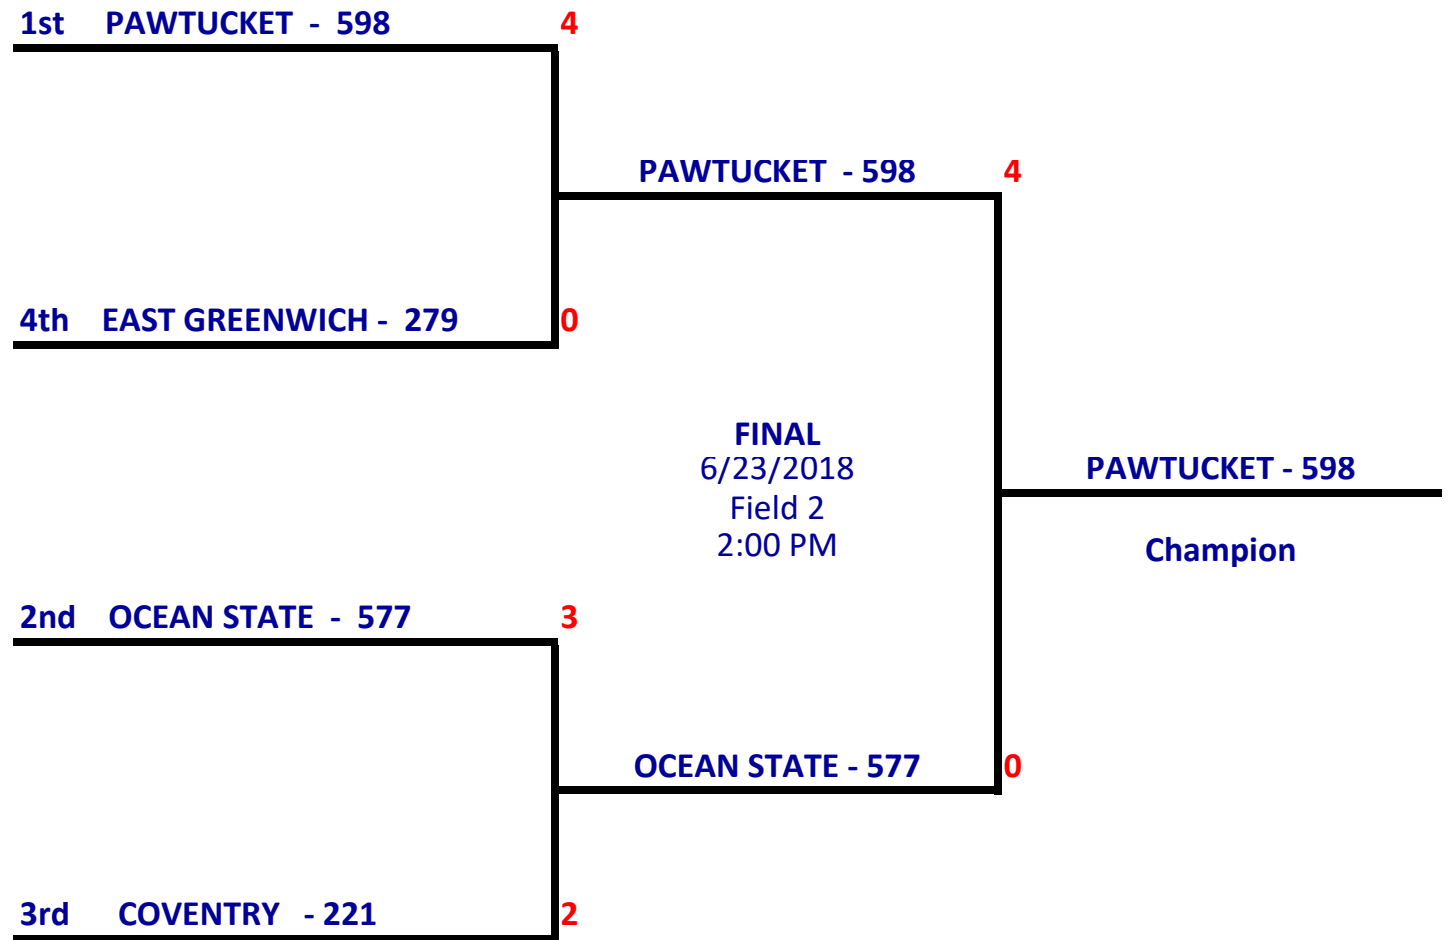 1st PAWTUCKET - 598 4
PAWTUCKET - 598 4
4th EAST GREENWICH - 279 0
FINAL
6/23/2018
Field 2
2:00 PM
PAWTUCKET - 598
Champion
2nd OCEAN STATE - 577 3
OCEAN STATE - 577 0
3rd COVENTRY - 221 2